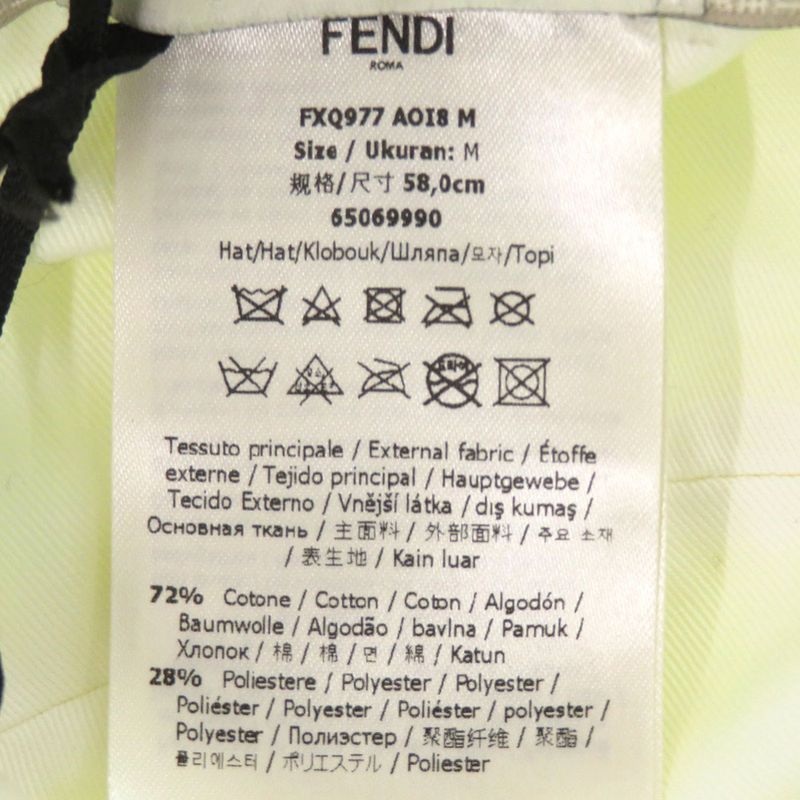 FENDI
ROMA
FXQ977 AOI8 M
Size / Ukuran: M
规格/尺寸 58,0cm
65069990
Hat/Hat/Klobouk/Шляпа/모자/Topi
Tessuto principale / External fabric / Étoffe
externe / Tejido principal / Hauptgewebe /
Tecido Externo / Vnější látka / dış kumaş /
Основная ткань / 主面料 / 外部面料 / 주요 소재
/ 表生地 / Kain luar
72% Cotone / Cotton / Coton / Algodón /
Baumwolle / Algodão / bavlna / Pamuk /
Хлопок / 棉 / 棉 / 면 / 綿 / Katun
28% Poliestere / Polyester / Polyester /
Poliéster / Polyester / Poliéster / polyester /
Polyester / Полиэстер / 聚酯纤维 / 聚酯 /
폴리에스터 / ポリエステル / Poliester